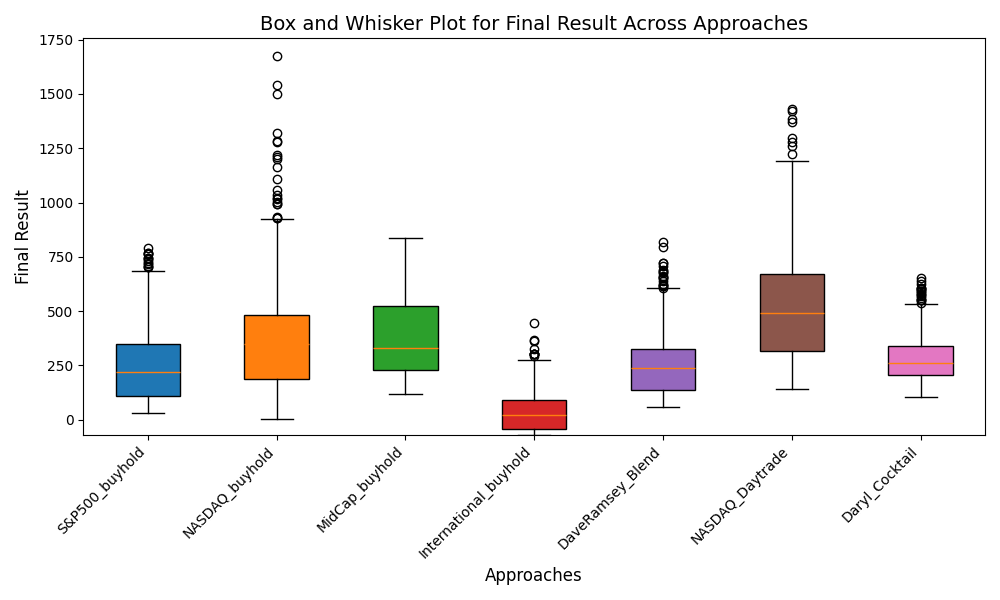 Box and Whisker Plot for Final Result Across Approaches
Final Result
1750
1500
1250
1000
750
500
250
0
S&P500_buyhold
NASDAQ_buyhold
MidCap_buyhold
International_buyhold
DaveRamsey_Blend
NASDAQ_Daytrade
Daryl_Cocktail
Approaches